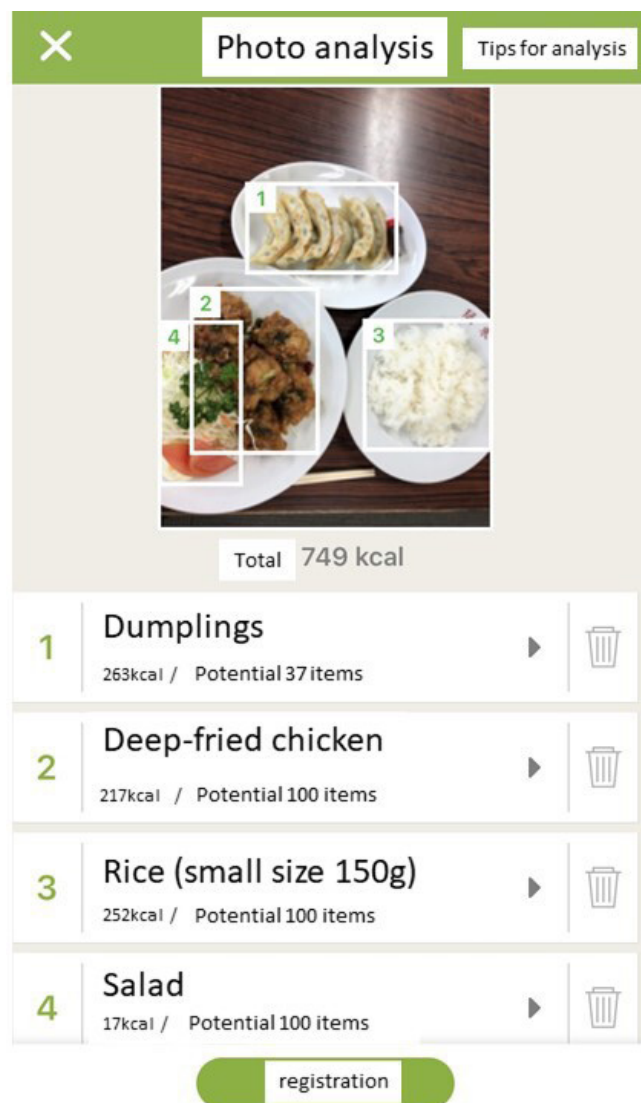 Photo analysis
Tips for analysis
1
2
4
3
Total 749 kcal
1
Dumplings
263kcal / Potential 37 items
2
Deep-fried chicken
217kcal / Potential 100 items
3
Rice (small size 150g)
252kcal / Potential 100 items
4
Salad
17kcal / Potential 100 items
registration